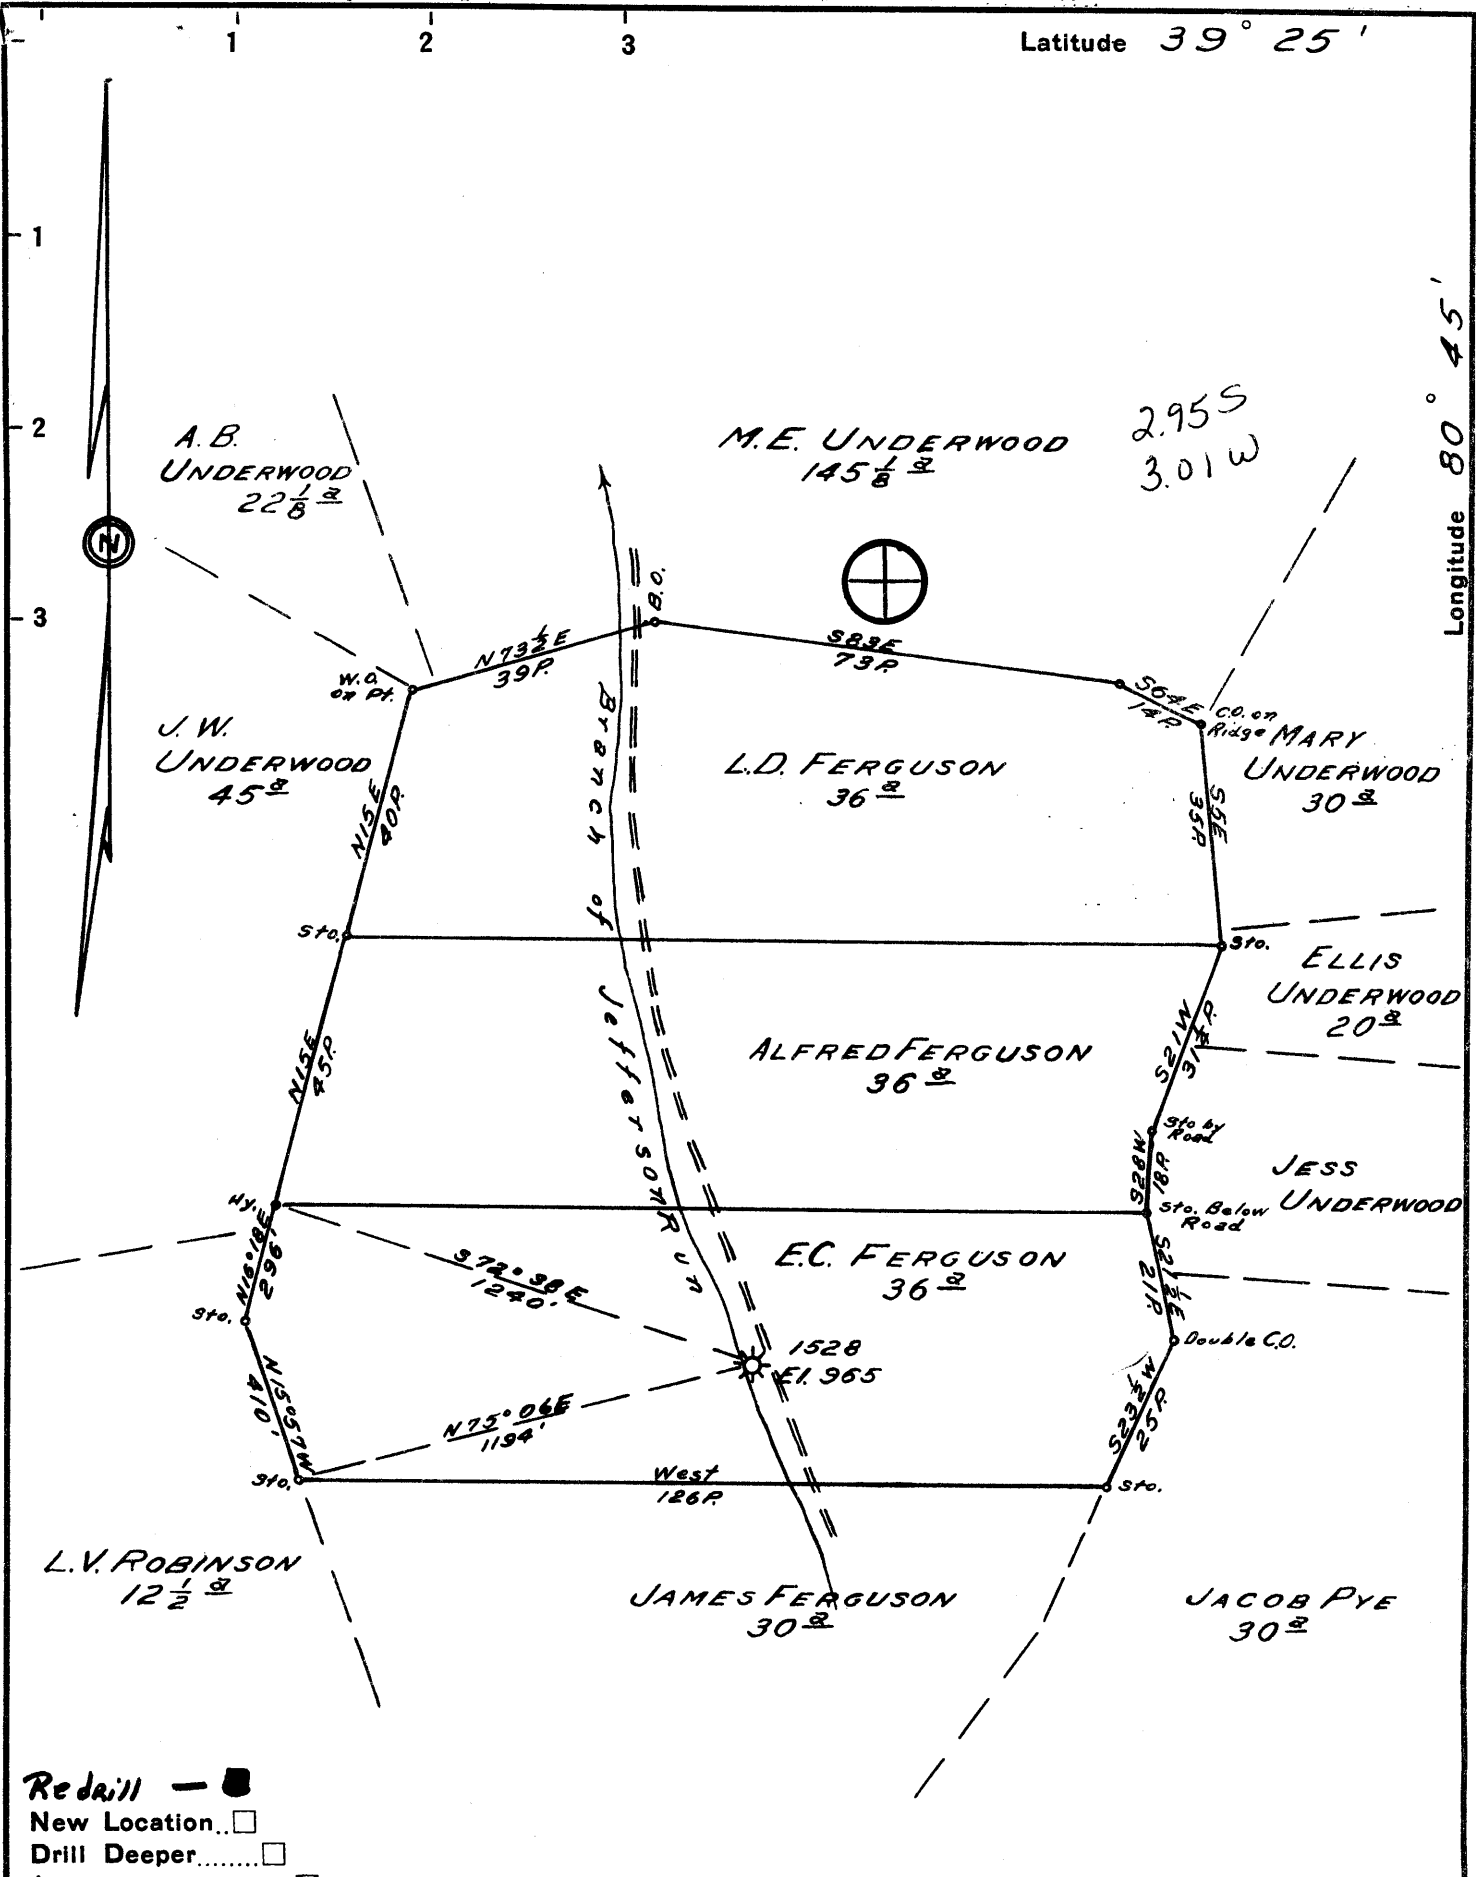 1
2
3
Latitude 39° 25'
1
2
3
Longitude 80° 45'
2.95 S
3.01 W
N
A. B.
UNDERWOOD
22 1/8 a
M. E. UNDERWOOD
145 1/8 a
B.O.
N 73 1/2 E
39 P.
S 83 E
73 P.
W.O.
on Pt.
S 64 E
14 P.
C.O. on
Ridge
MARY
UNDERWOOD
30 a
J. W.
UNDERWOOD
45 a
L.D. FERGUSON
36 a
N 15 E
40 P.
S 5 E
35 P.
Branch of Jefferson Run
Sto.
Sto.
ELLIS
UNDERWOOD
20 a
N 15 E
45 P.
ALFRED FERGUSON
36 a
S 21 W
31 1/4 P.
Sto by
Road
S 28 W
18 P.
JESS
UNDERWOOD
Hy.
Sto. Below
Road
N 16° 18 E
296'
S 72° 38 E
1240'
E.C. FERGUSON
36 a
S 21 1/2 E
21 P.
Sto.
Double C.O.
1528
El. 965
N 15° 57 W
410'
N 75° 06 E
1194'
S 23 1/2 W
25 P.
Sto.
West
126 P.
Sto.
L. V. ROBINSON
12 1/2 a
JAMES FERGUSON
30 a
JACOB PYE
30 a
Redrill —
New Location..
Drill Deeper........